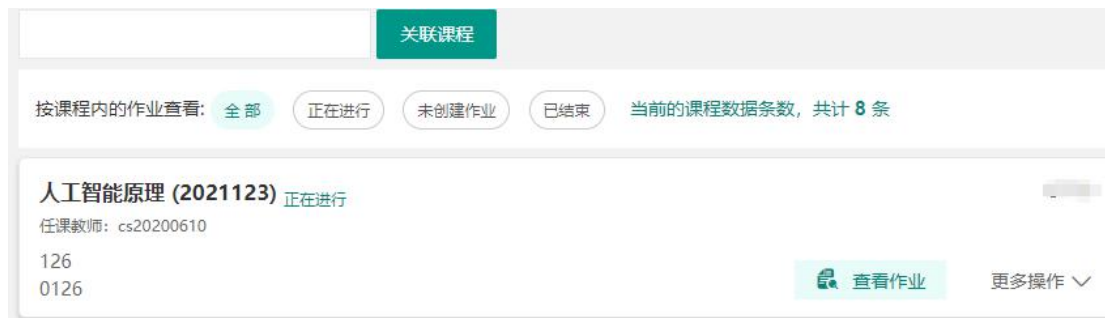 关联课程
按课程内的作业查看: 全部 正在进行 未创建作业 已结束 当前的课程数据条数，共计 8 条
人工智能原理 (2021123) 正在进行
任课教师：cs20200610
126
0126
查看作业 更多操作